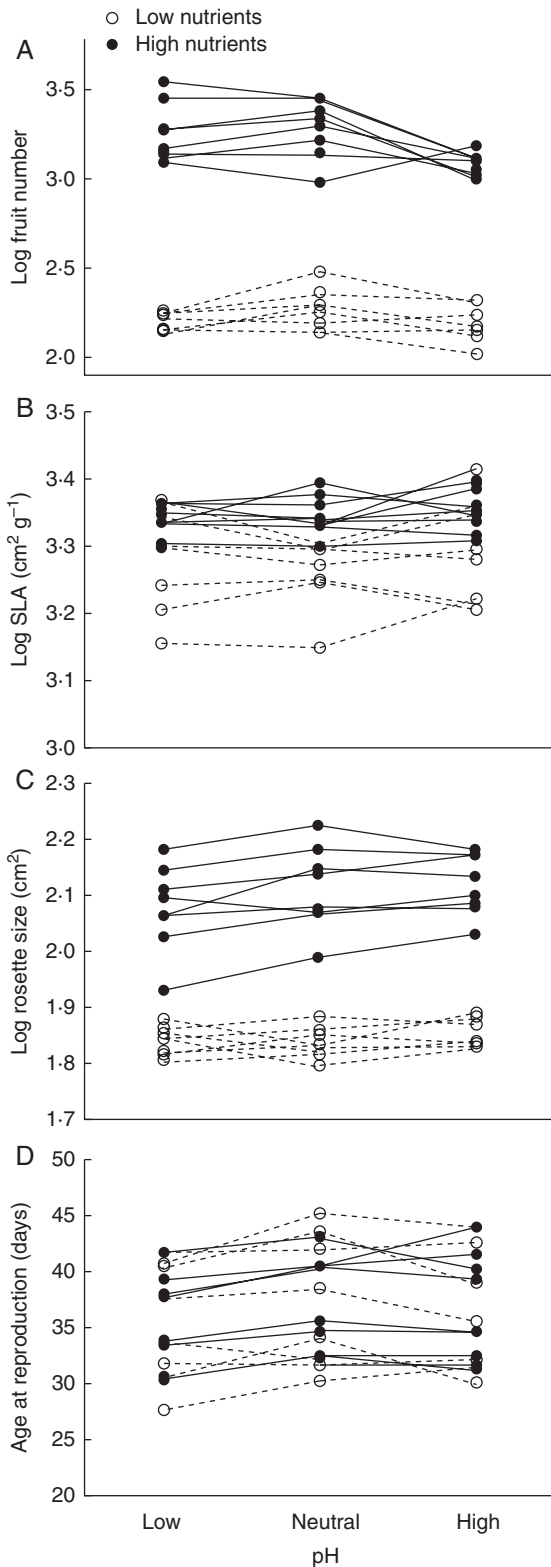 Low nutrients
High nutrients
A
3·5
3·0
2·5
2·0
Log fruit number
B
3·5
3·4
3·3
3·2
3·1
3·0
Log SLA (cm² g⁻¹)
C
2·3
2·2
2·1
2·0
1·9
1·8
1·7
Log rosette size (cm²)
D
50
45
40
35
30
25
20
Age at reproduction (days)
Low Neutral High
pH